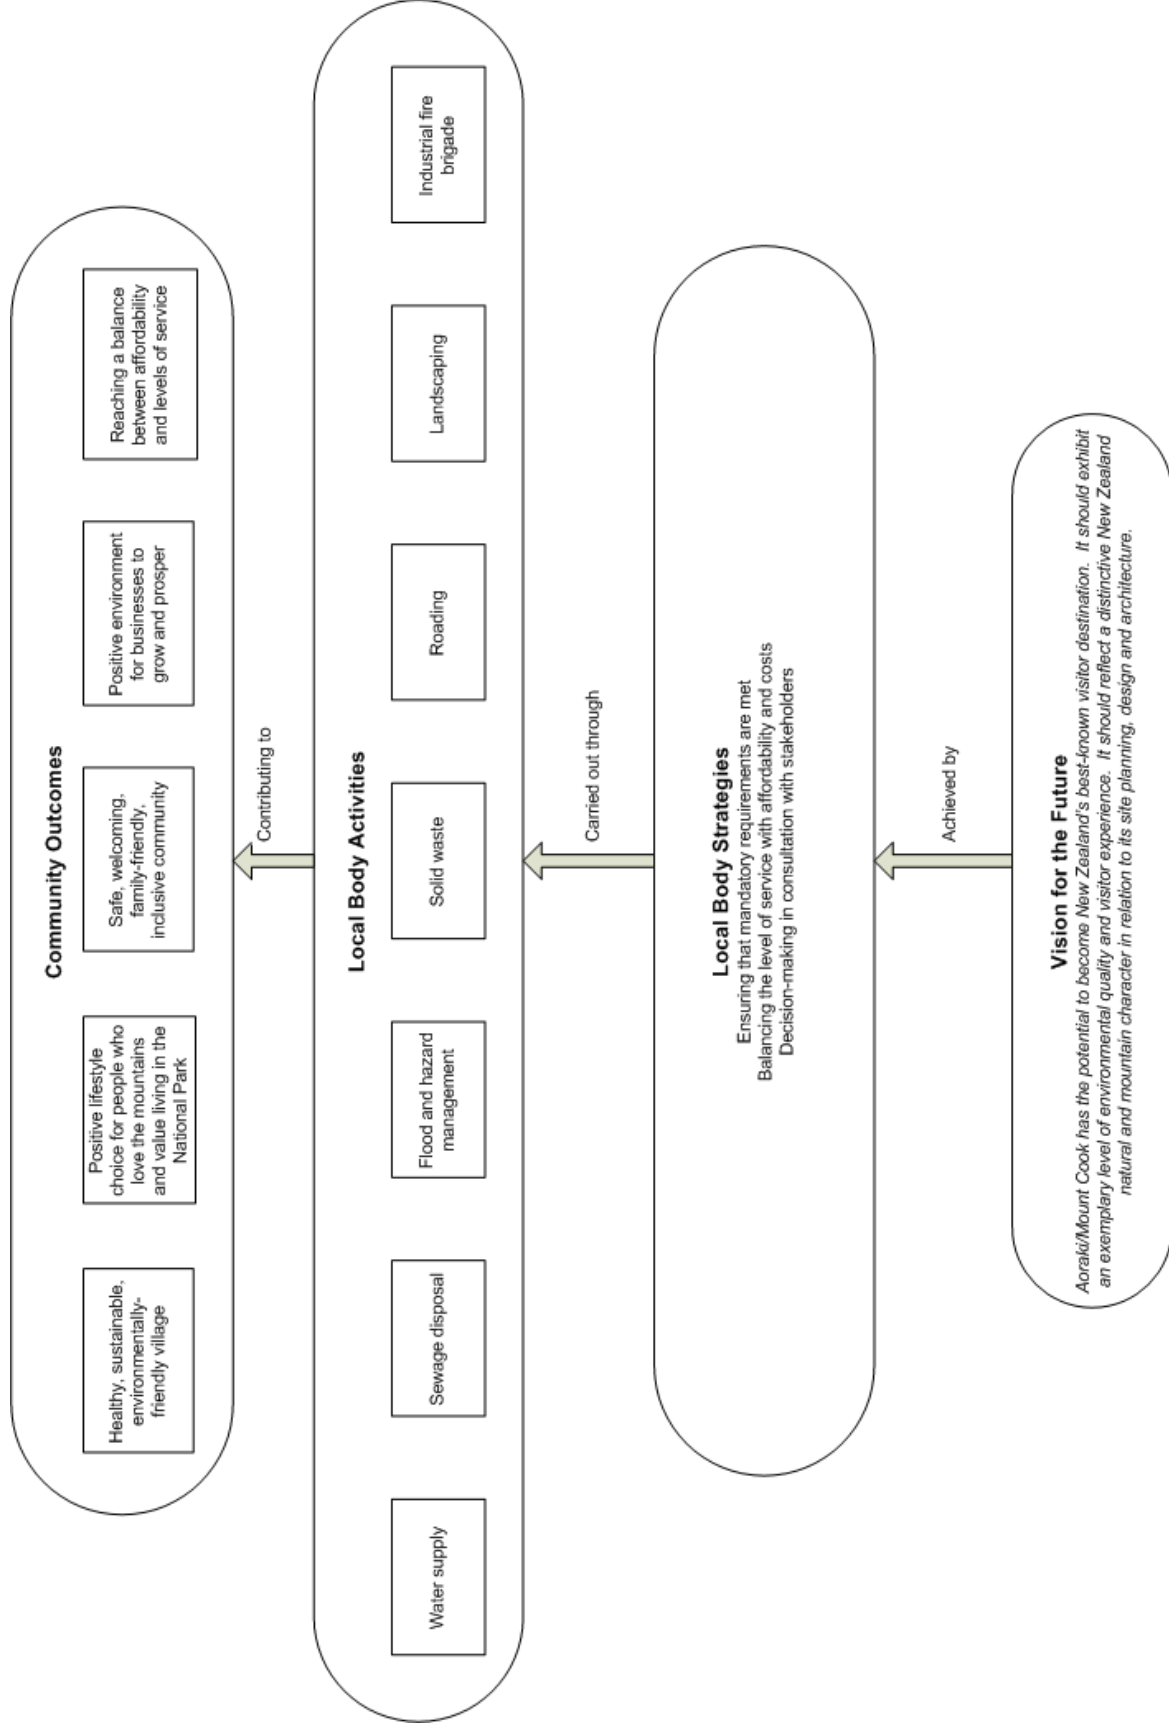 Community Outcomes
Healthy, sustainable,
environmentally-
friendly village
Positive lifestyle
choice for people who
love the mountains
and value living in the
National Park
Safe, welcoming,
family-friendly,
inclusive community
Positive environment
for businesses to
grow and prosper
Reaching a balance
between affordability
and levels of service
Contributing to
Local Body Activities
Water supply
Sewage disposal
Flood and hazard
management
Solid waste
Roading
Landscaping
Industrial fire
brigade
Carried out through
Local Body Strategies
Ensuring that mandatory requirements are met
Balancing the level of service with affordability and costs
Decision-making in consultation with stakeholders
Achieved by
Vision for the Future
Aoraki/Mount Cook has the potential to become New Zealand's best-known visitor destination. It should exhibit
an exemplary level of environmental quality and visitor experience. It should reflect a distinctive New Zealand
natural and mountain character in relation to its site planning, design and architecture.